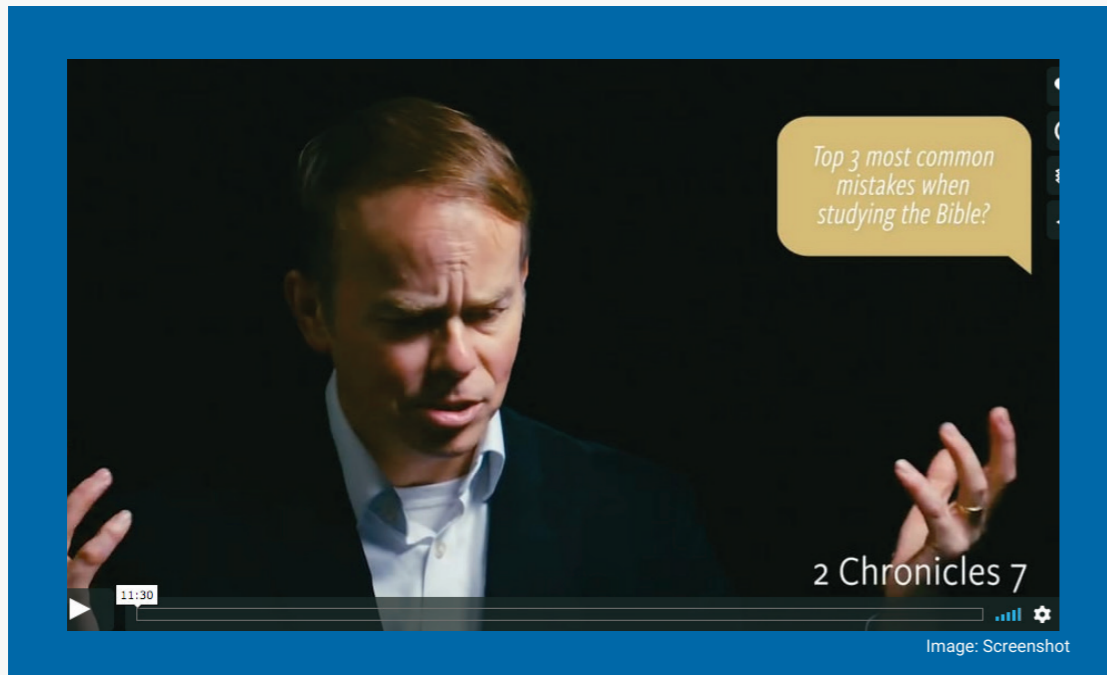 Top 3 most common
mistakes when
studying the Bible?
2 Chronicles 7
11:30
Image: Screenshot